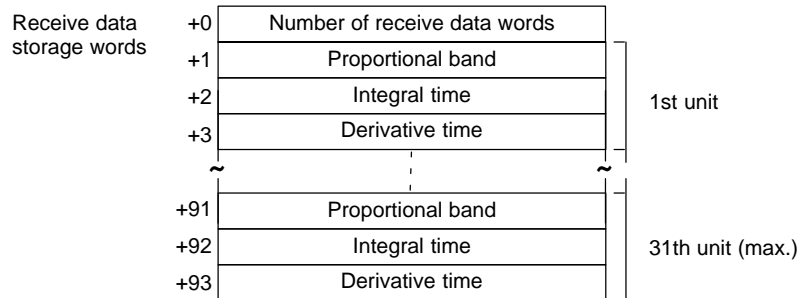 Receive data
storage words
+0 Number of receive data words
+1 Proportional band
+2 Integral time
+3 Derivative time
1st unit
+91 Proportional band
+92 Integral time
+93 Derivative time
31th unit (max.)